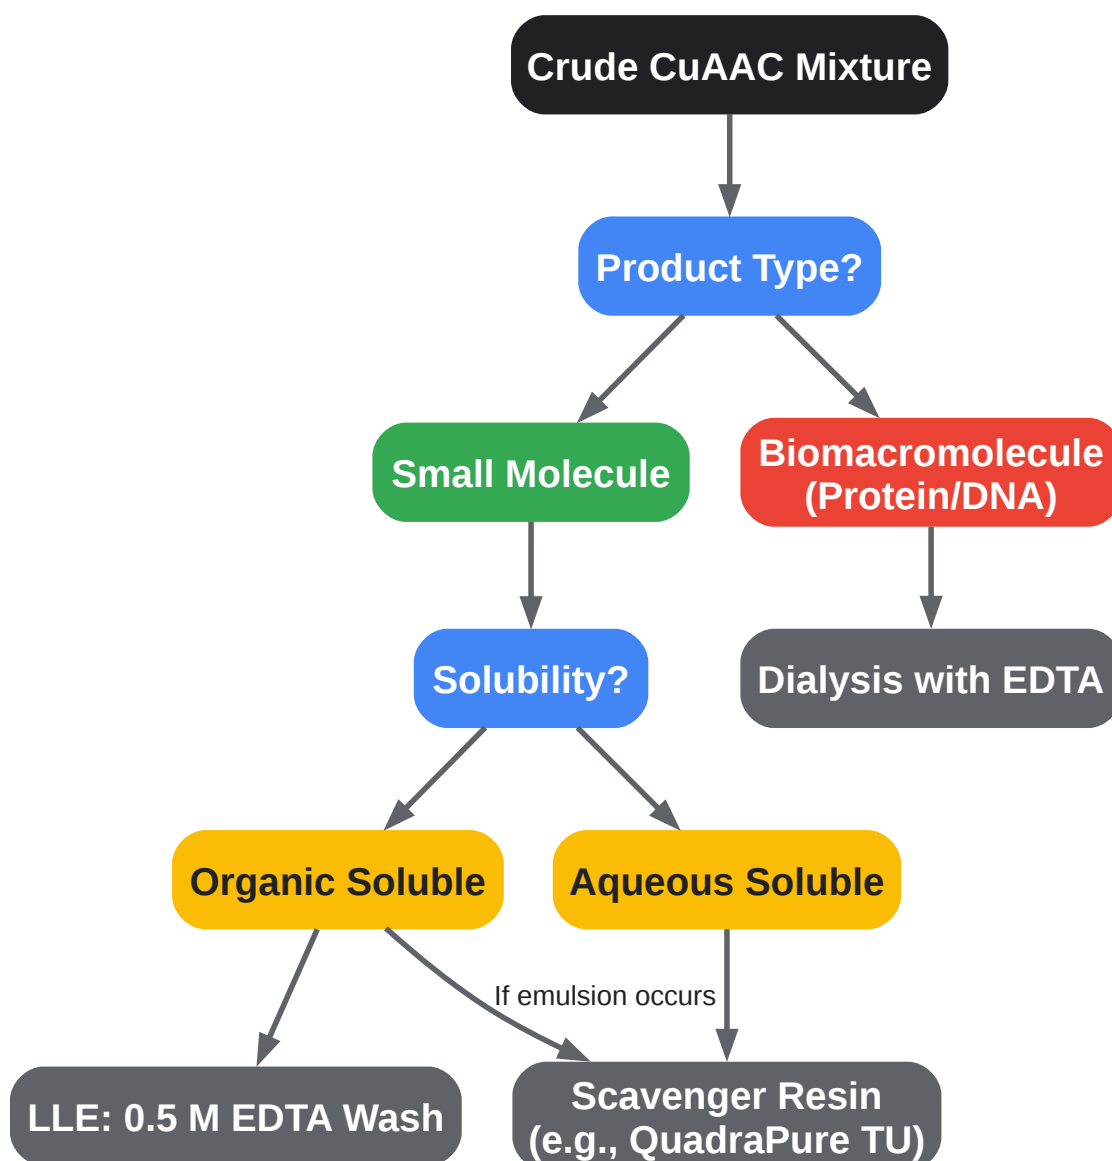 Crude CuAAC Mixture
Product Type?
Small Molecule
Biomacromolecule
(Protein/DNA)
Solubility?
Dialysis with EDTA
Organic Soluble
Aqueous Soluble
If emulsion occurs
LLE: 0.5 M EDTA Wash
Scavenger Resin
(e.g., QuadraPure TU)